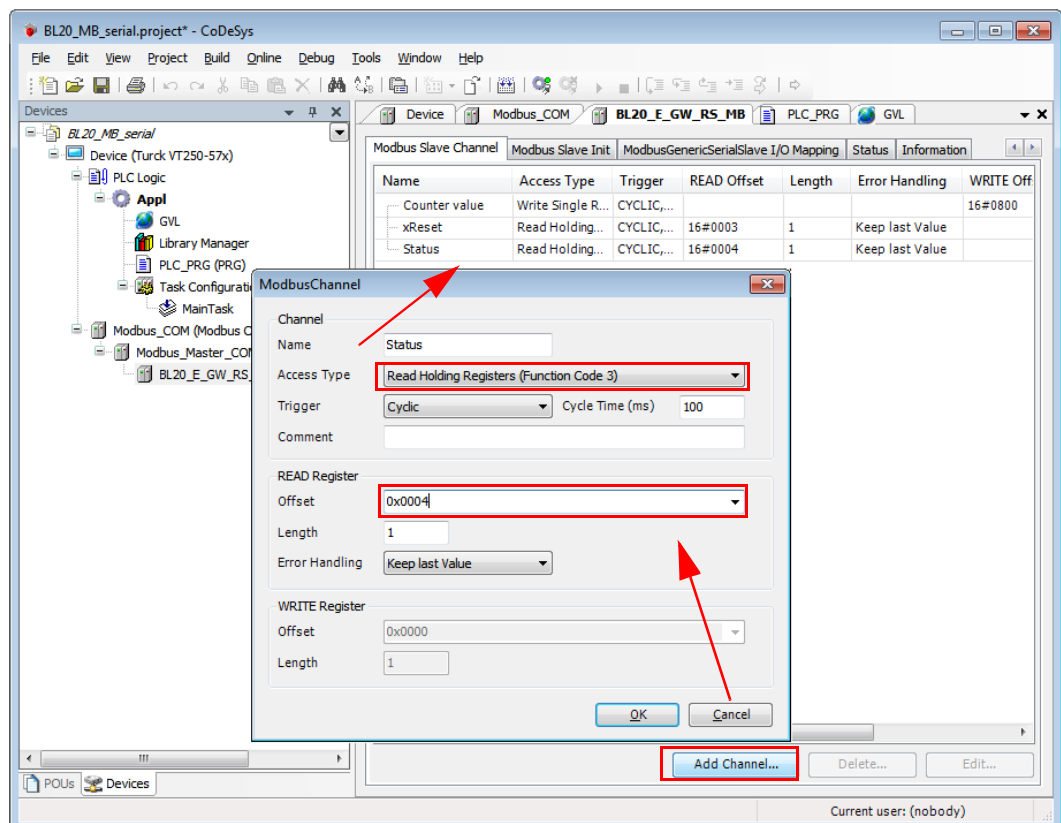 BL20_MB_serial.project* - CoDeSys
File Edit View Project Build Online Debug Tools Window Help
Devices
BL20_MB_serial
Device (Turck VT250-57x)
PLC Logic
Appl
GVL
Library Manager
PLC_PRG (PRG)
Task Configurati
MainTask
Modbus_COM (Modbus C
Modbus_Master_COM
BL20_E_GW_RS_
POUs Devices
Device Modbus_COM BL20_E_GW_RS_MB PLC_PRG GVL
Modbus Slave Channel Modbus Slave Init ModbusGenericSerialSlave I/O Mapping Status Information
Name Access Type Trigger READ Offset Length Error Handling WRITE Off
Counter value Write Single R... CYCLIC,... 16#0800
xReset Read Holding... CYCLIC,... 16#0003 1 Keep last Value
Status Read Holding... CYCLIC,... 16#0004 1 Keep last Value
ModbusChannel
Channel
Name Status
Access Type Read Holding Registers (Function Code 3)
Trigger Cyclic Cycle Time (ms) 100
Comment
READ Register
Offset 0x0004
Length 1
Error Handling Keep last Value
WRITE Register
Offset 0x0000
Length 1
OK Cancel
Add Channel... Delete... Edit...
Current user: (nobody)